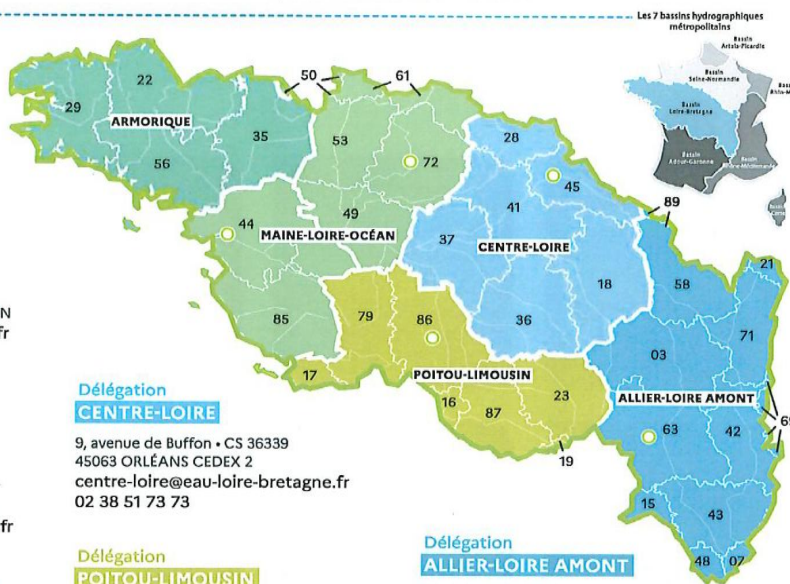 Les 7 bassins hydrographiques
métropolitains
Bassin
Artois-Picardie
Bassin
Seine-Normandie
Bassin
Loire-Bretagne
Bassin
Adour-Garonne
Bassin
50
61
22
29
ARMORIQUE
35
56
53
72
28
45
41
89
44
49
MAINE-LOIRE-OCÉAN
37
CENTRE-LOIRE
18
58
21
85
79
86
36
03
71
17
POITOU-LIMOUSIN
23
ALLIER-LOIRE AMONT
16
87
63
42
19
15
43
48
07
N
fr
Délégation
CENTRE-LOIRE
9, avenue de Buffon • CS 36339
45063 ORLÉANS CEDEX 2
centre-loire@eau-loire-bretagne.fr
02 38 51 73 73
fr
Délégation
POITOU-LIMOUSIN
Délégation
ALLIER-LOIRE AMONT